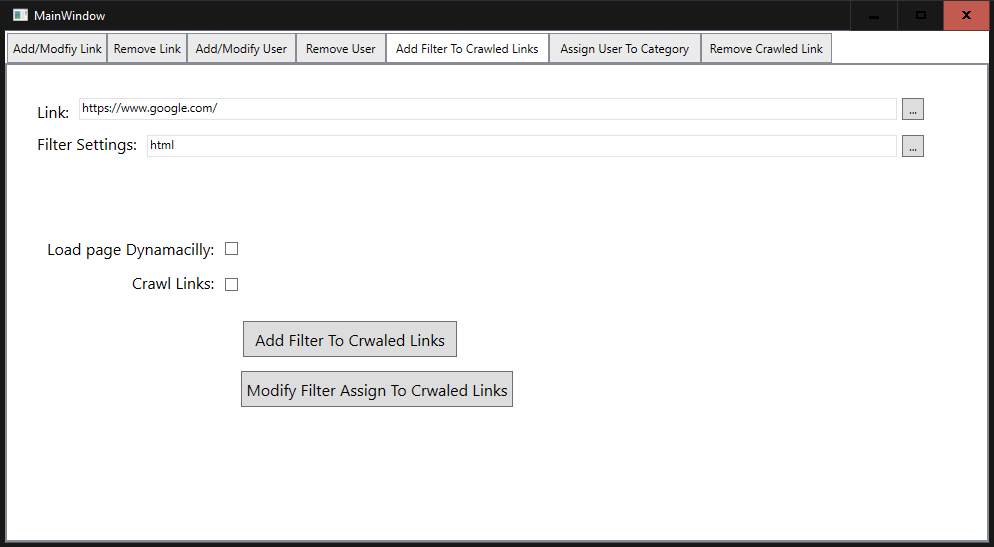 MainWindow
Add/Modfiy Link Remove Link Add/Modify User Remove User Add Filter To Crawled Links Assign User To Category Remove Crawled Link
Link: https://www.google.com/ ...
Filter Settings: html ...
Load page Dynamacilly:
Crawl Links:
Add Filter To Crwaled Links
Modify Filter Assign To Crwaled Links